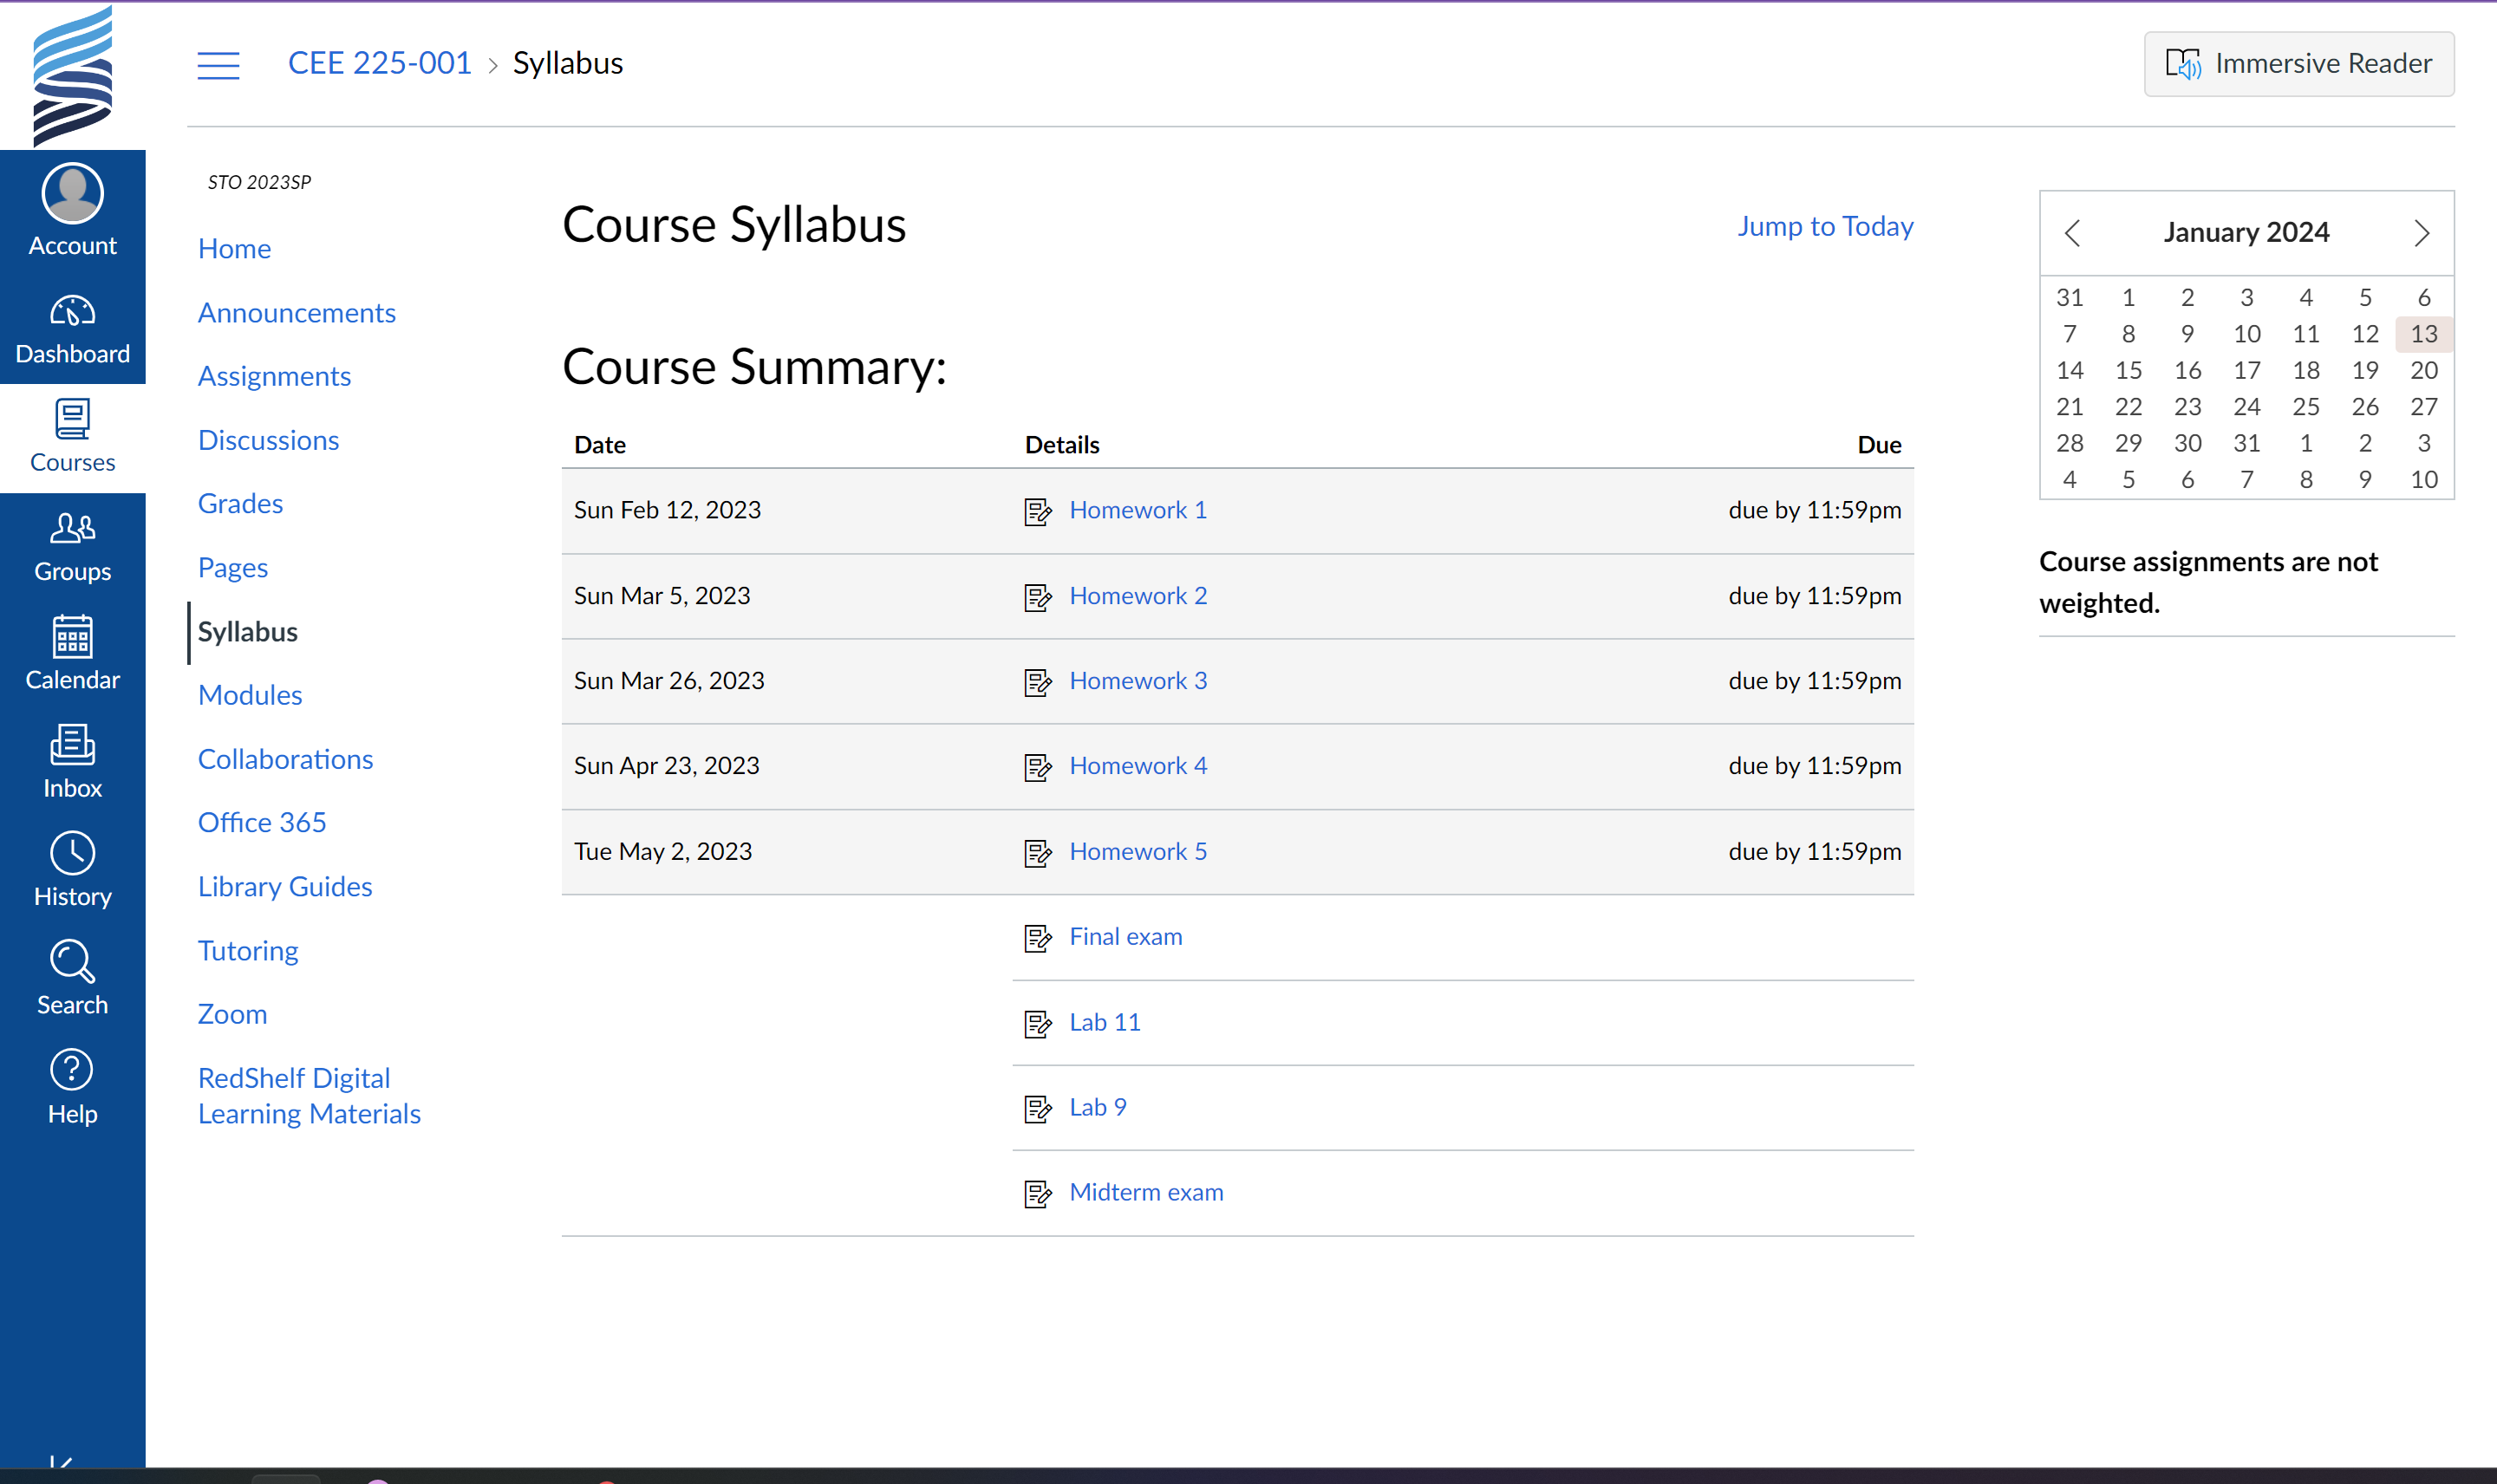 CEE 225-001 > Syllabus
Immersive Reader
Account
Dashboard
Courses
Groups
Calendar
Inbox
History
Search
Help
STO 2023SP
Home
Announcements
Assignments
Discussions
Grades
Pages
Syllabus
Modules
Collaborations
Office 365
Library Guides
Tutoring
Zoom
RedShelf Digital
Learning Materials
Course Syllabus
Jump to Today
Course Summary:
Date Details Due
Sun Feb 12, 2023 Homework 1 due by 11:59pm
Sun Mar 5, 2023 Homework 2 due by 11:59pm
Sun Mar 26, 2023 Homework 3 due by 11:59pm
Sun Apr 23, 2023 Homework 4 due by 11:59pm
Tue May 2, 2023 Homework 5 due by 11:59pm
Final exam
Lab 11
Lab 9
Midterm exam
January 2024
31 1 2 3 4 5 6
7 8 9 10 11 12 13
14 15 16 17 18 19 20
21 22 23 24 25 26 27
28 29 30 31 1 2 3
4 5 6 7 8 9 10
Course assignments are not
weighted.